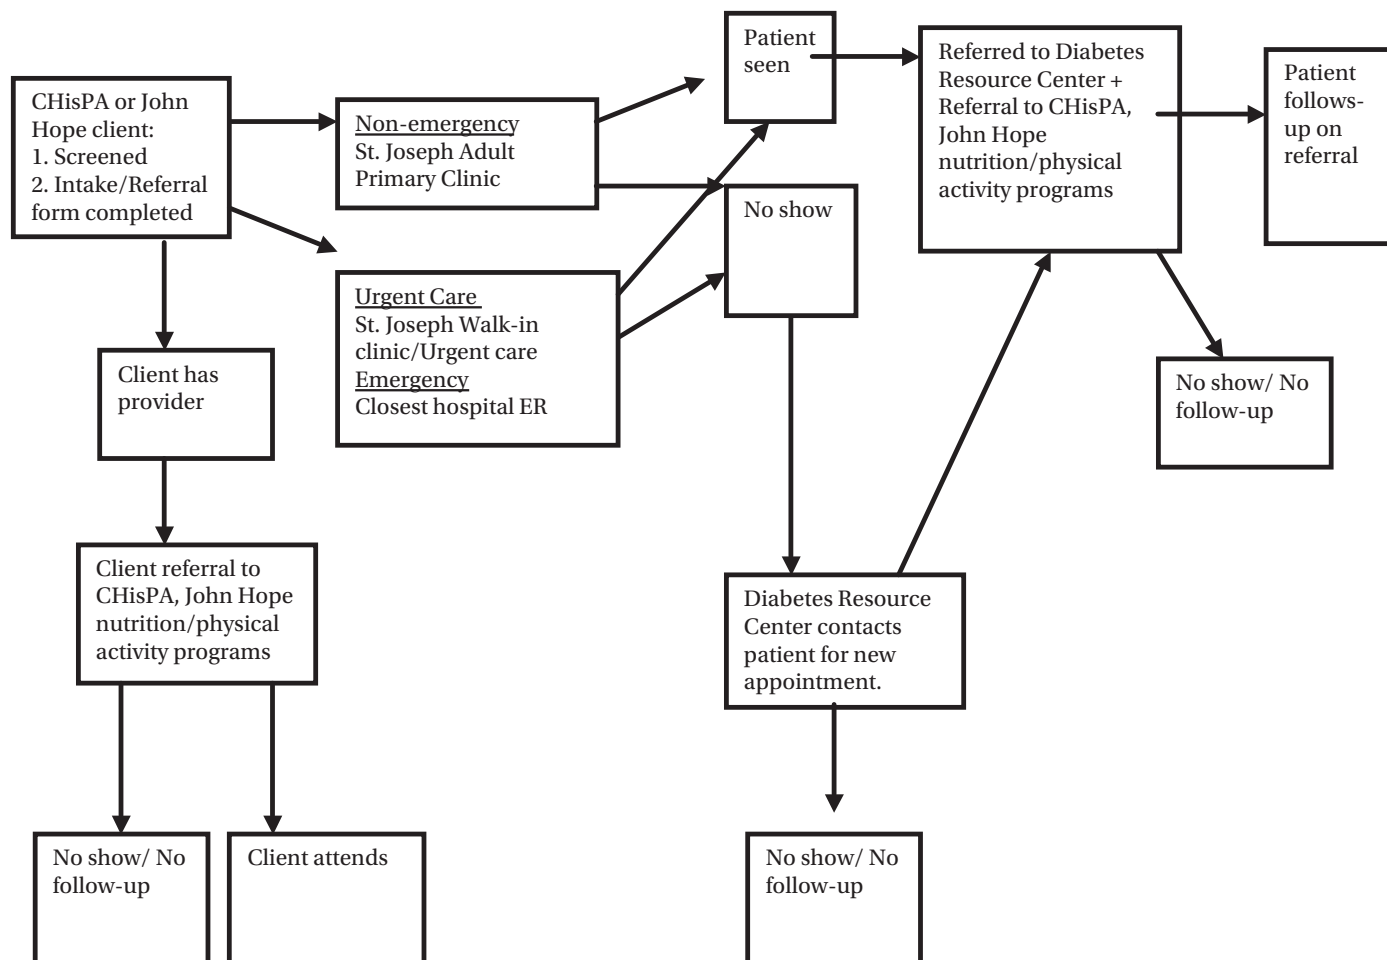 CHisPA or John
Hope client:
1. Screened
2. Intake/Referral
form completed
Non-emergency
St. Joseph Adult
Primary Clinic
Urgent Care
St. Joseph Walk-in
clinic/Urgent care
Emergency
Closest hospital ER
Patient
seen
No show
Referred to Diabetes
Resource Center +
Referral to CHisPA,
John Hope
nutrition/physical
activity programs
Patient
follows-
up on
referral
No show/ No
follow-up
Client has
provider
Client referral to
CHisPA, John Hope
nutrition/physical
activity programs
Diabetes Resource
Center contacts
patient for new
appointment.
No show/ No
follow-up
Client attends
No show/ No
follow-up